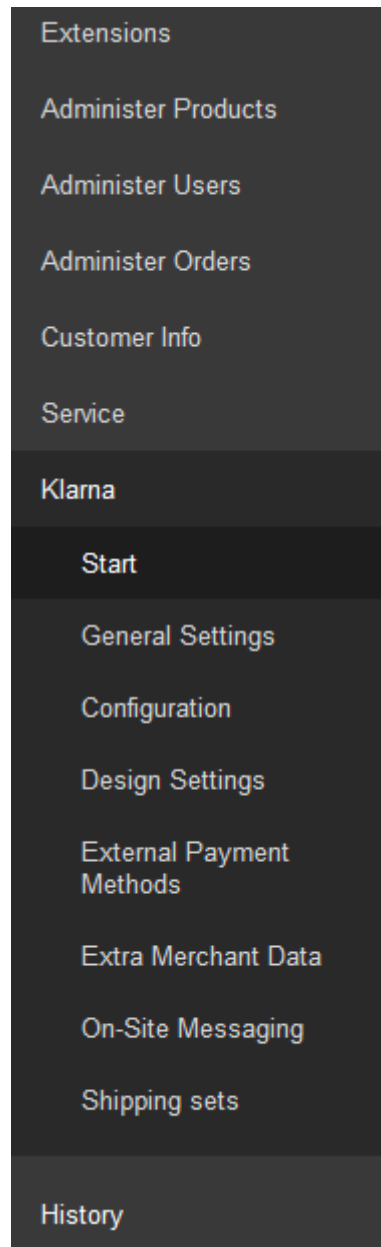 Extensions
Administer Products
Administer Users
Administer Orders
Customer Info
Service
Klarna
Start
General Settings
Configuration
Design Settings
External Payment
Methods
Extra Merchant Data
On-Site Messaging
Shipping sets
History